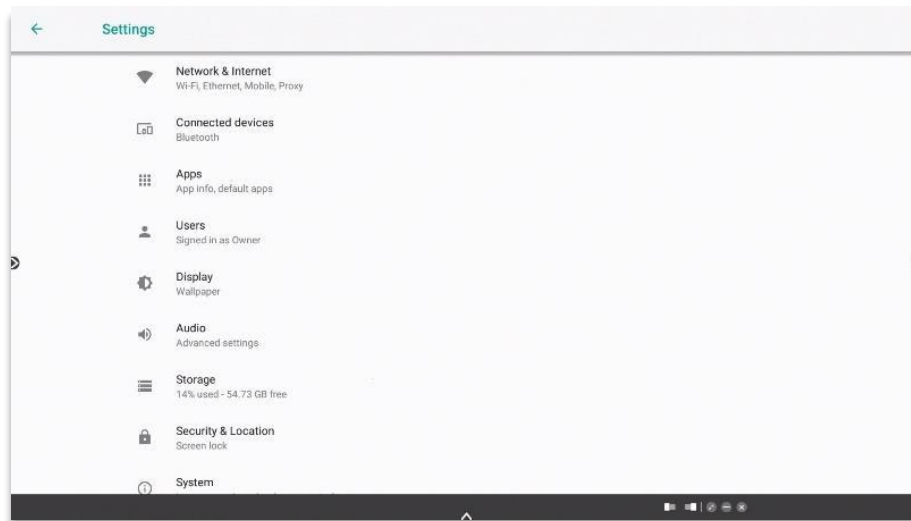 Settings
Network & Internet
Wi-Fi, Ethernet, Mobile, Proxy
Connected devices
Bluetooth
Apps
App info, default apps
Users
Signed in as Owner
Display
Wallpaper
Audio
Advanced settings
Storage
14% used - 54.73 GB free
Security & Location
Screen lock
System